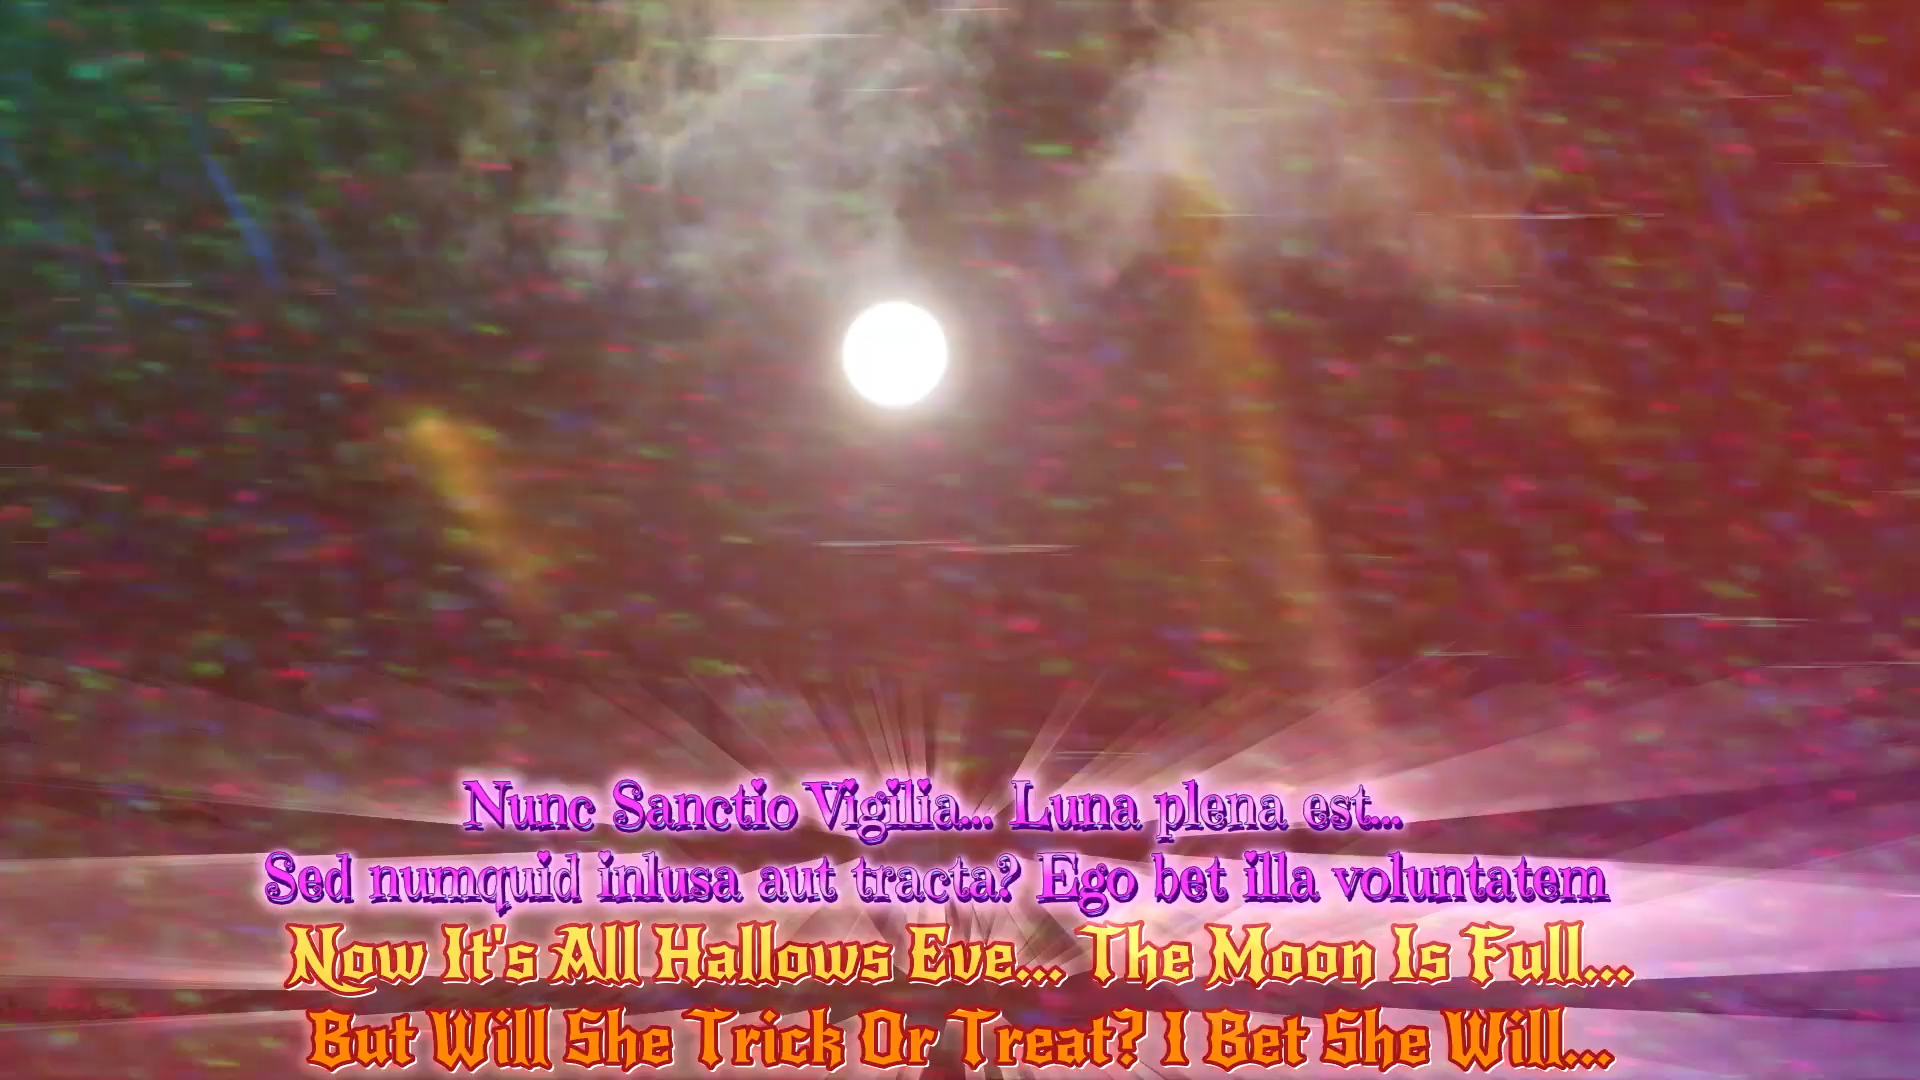 Nunc Sanctio Vigilia... Luna plena est...
Sed numquid inlusa aut tracta? Ego bet illa voluntatem
Now It's All Hallows Eve... The Moon Is Full...
But Will She Trick Or Treat? I Bet She Will...